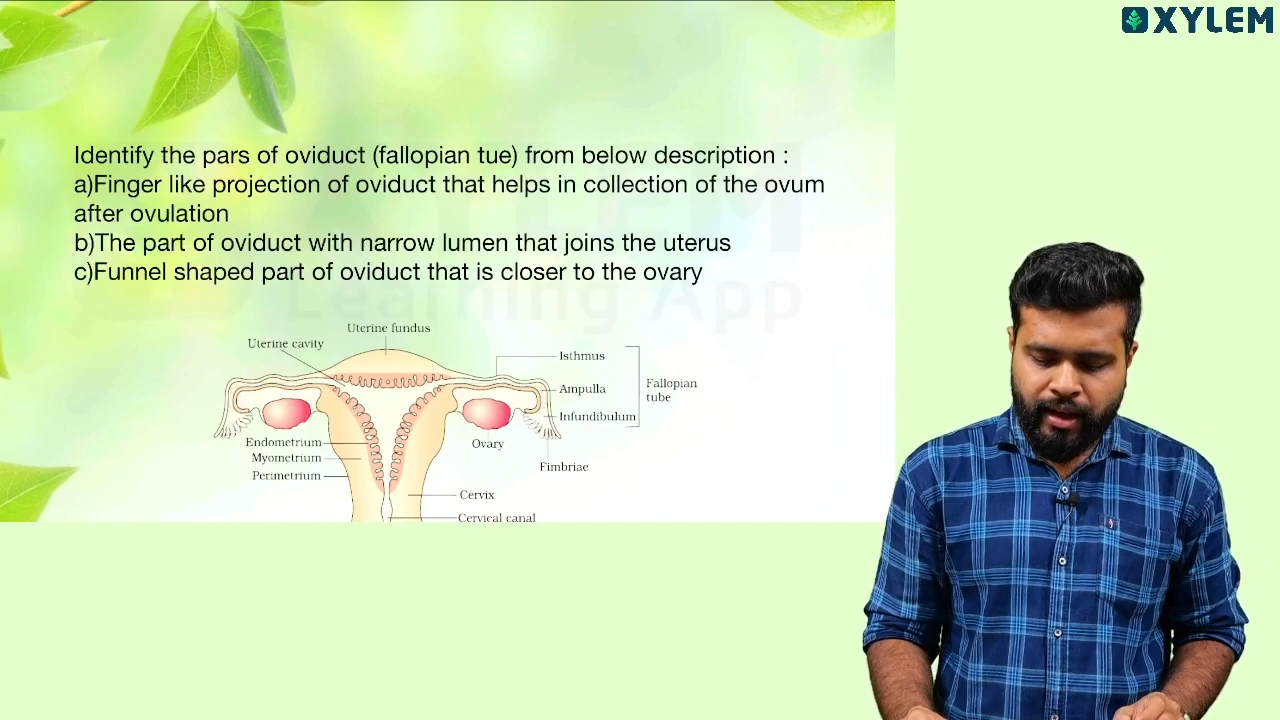 XYLEM
Identify the pars of oviduct (fallopian tue) from below description :
a)Finger like projection of oviduct that helps in collection of the ovum
after ovulation
b)The part of oviduct with narrow lumen that joins the uterus
c)Funnel shaped part of oviduct that is closer to the ovary
XYLEM
Learning App
Uterine fundus
Uterine cavity
Isthmus
Ampulla
Fallopian
tube
Infundibulum
Endometrium
Ovary
Myometrium
Fimbriae
Perimetrium
Cervix
Cervical canal